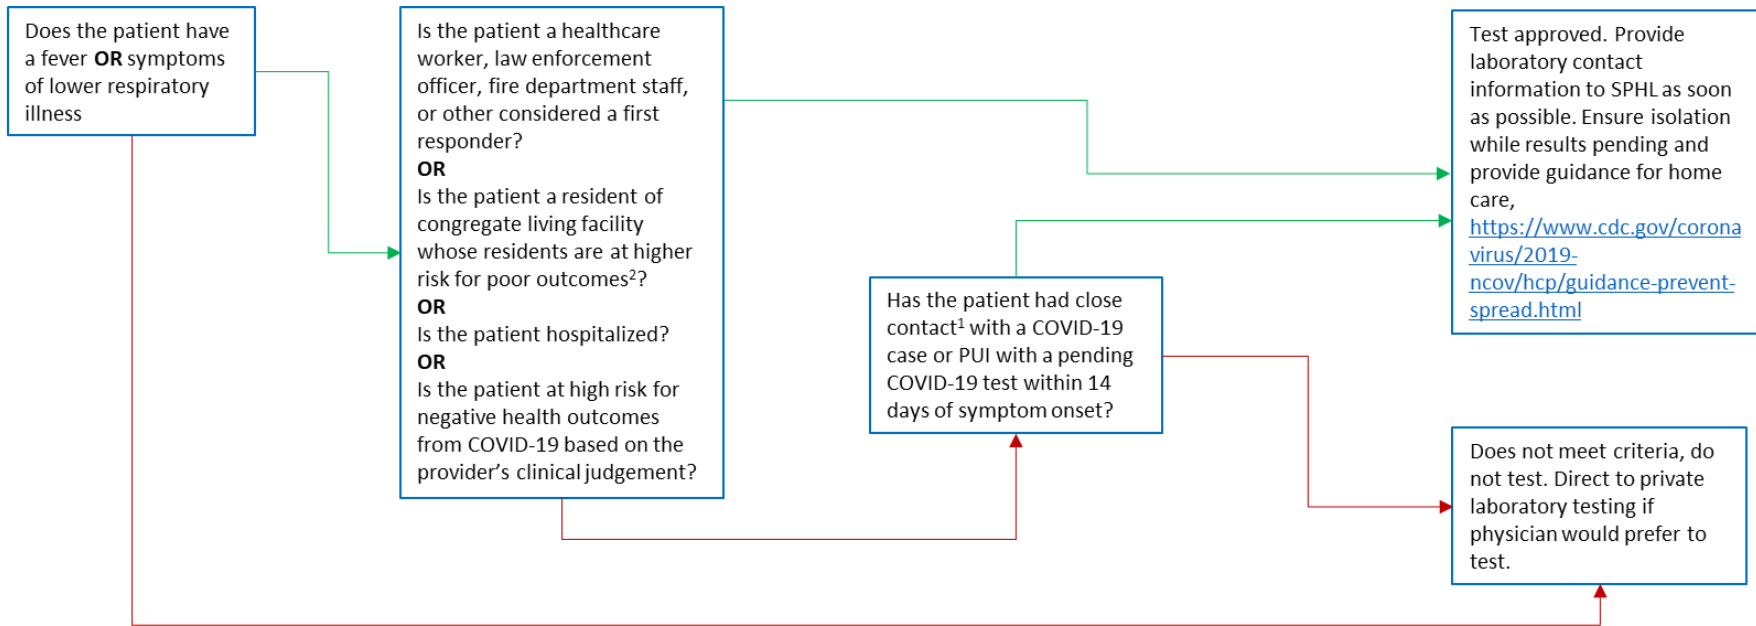 Does the patient have
a fever OR symptoms
of lower respiratory
illness
Is the patient a healthcare
worker, law enforcement
officer, fire department staff,
or other considered a first
responder?
OR
Is the patient a resident of
congregate living facility
whose residents are at higher
risk for poor outcomes²?
OR
Is the patient hospitalized?
OR
Is the patient at high risk for
negative health outcomes
from COVID-19 based on the
provider’s clinical judgement?
Has the patient had close
contact¹ with a COVID-19
case or PUI with a pending
COVID-19 test within 14
days of symptom onset?
Test approved. Provide
laboratory contact
information to SPHL as soon
as possible. Ensure isolation
while results pending and
provide guidance for home
care,
https://www.cdc.gov/corona
virus/2019-
ncov/hcp/guidance-prevent-
spread.html
Does not meet criteria, do
not test. Direct to private
laboratory testing if
physician would prefer to
test.